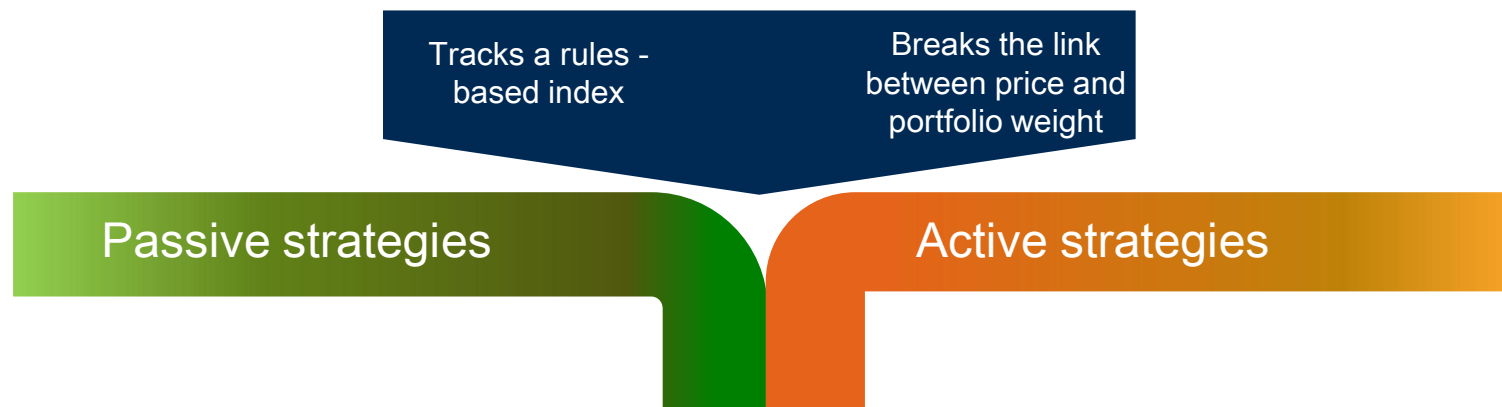 Tracks a rules -
based index
Breaks the link
between price and
portfolio weight
Passive strategies
Active strategies